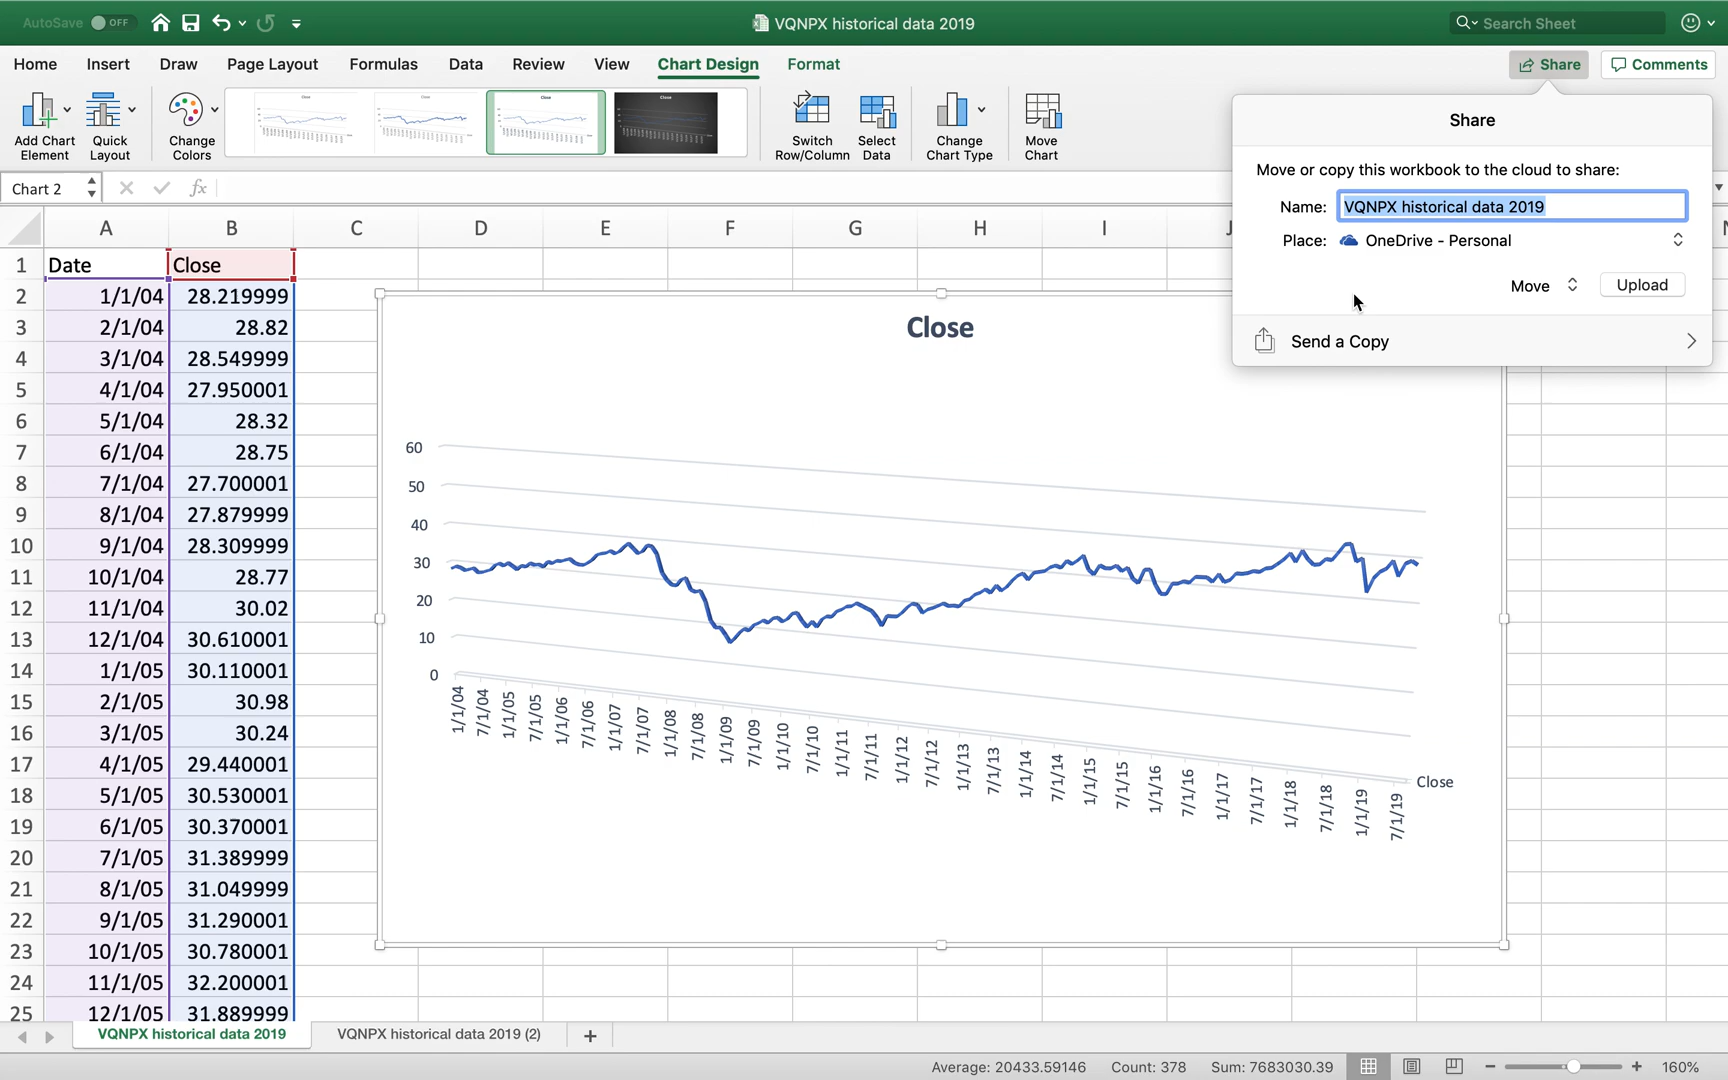 AutoSave OFF
VQNPX historical data 2019
Search Sheet
Home Insert Draw Page Layout Formulas Data Review View Chart Design Format
Share Comments
Add Chart Element
Quick Layout
Change Colors
Switch Row/Column
Select Data
Change Chart Type
Move Chart
Share
Move or copy this workbook to the cloud to share:
Name: VQNPX historical data 2019
Place: OneDrive - Personal
Move Upload
Send a Copy
Chart 2 fx
A B C D E F G H I J
1 Date Close
2 1/1/04 28.219999
3 2/1/04 28.82
4 3/1/04 28.549999
5 4/1/04 27.950001
6 5/1/04 28.32
7 6/1/04 28.75
8 7/1/04 27.700001
9 8/1/04 27.879999
10 9/1/04 28.309999
11 10/1/04 28.77
12 11/1/04 30.02
13 12/1/04 30.610001
14 1/1/05 30.110001
15 2/1/05 30.98
16 3/1/05 30.24
17 4/1/05 29.440001
18 5/1/05 30.530001
19 6/1/05 30.370001
20 7/1/05 31.389999
21 8/1/05 31.049999
22 9/1/05 31.290001
23 10/1/05 30.780001
24 11/1/05 32.200001
25 12/1/05 31.889999
Close
60
50
40
30
20
10
0
1/1/04 7/1/04 1/1/05 7/1/05 1/1/06 7/1/06 1/1/07 7/1/07 1/1/08 7/1/08 1/1/09 7/1/09 1/1/10 7/1/10 1/1/11 7/1/11 1/1/12 7/1/12 1/1/13 7/1/13 1/1/14 7/1/14 1/1/15 7/1/15 1/1/16 7/1/16 1/1/17 7/1/17 1/1/18 7/1/18 1/1/19 7/1/19
Close
VQNPX historical data 2019 VQNPX historical data 2019 (2) +
Average: 20433.59146 Count: 378 Sum: 7683030.39 160%